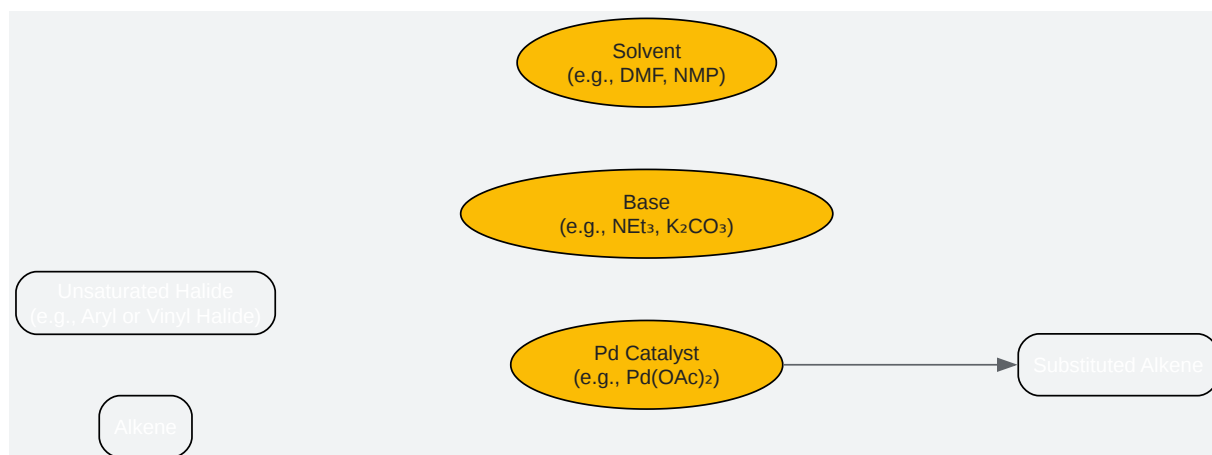 Solvent
(e.g., DMF, NMP)
Base
(e.g., NEt₃, K₂CO₃)
Unsaturated Halide
(e.g., Aryl or Vinyl Halide)
Pd Catalyst
(e.g., Pd(OAc)₂)
Substituted Alkene
Alkene